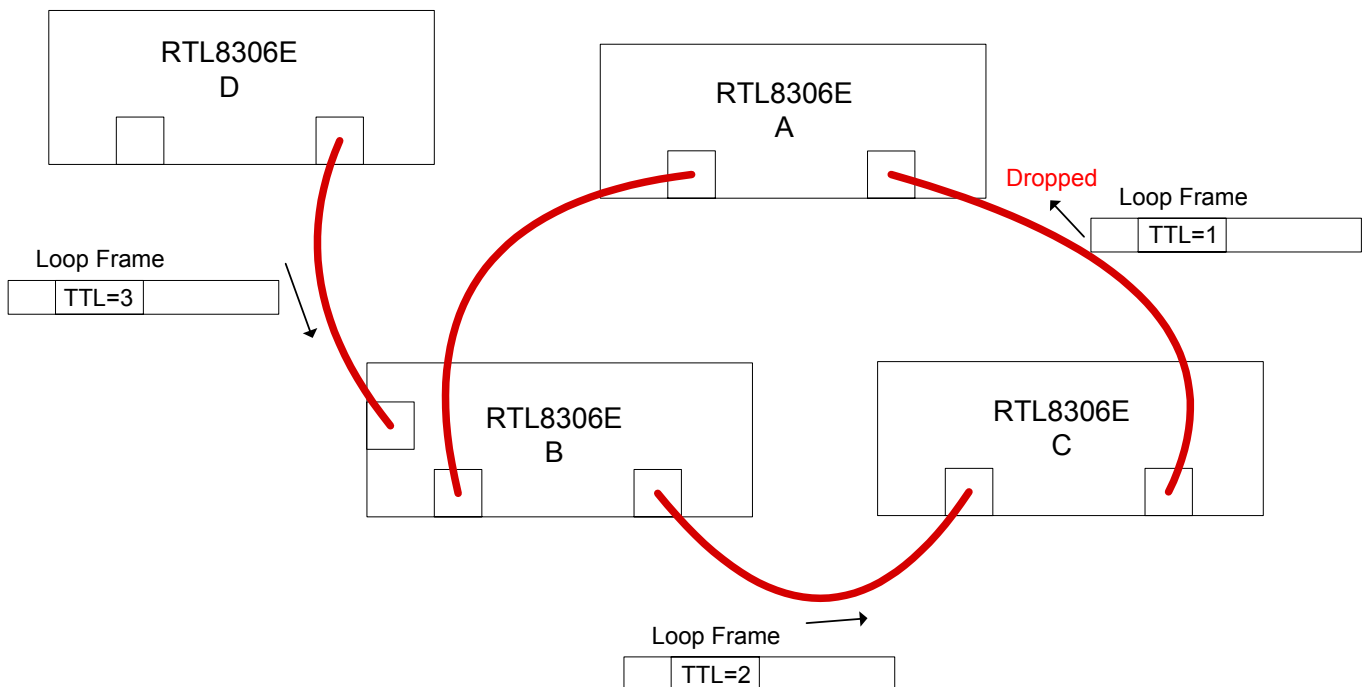 RTL8306E
D
RTL8306E
A
Dropped
Loop Frame
TTL=1
Loop Frame
TTL=3
RTL8306E
B
RTL8306E
C
Loop Frame
TTL=2